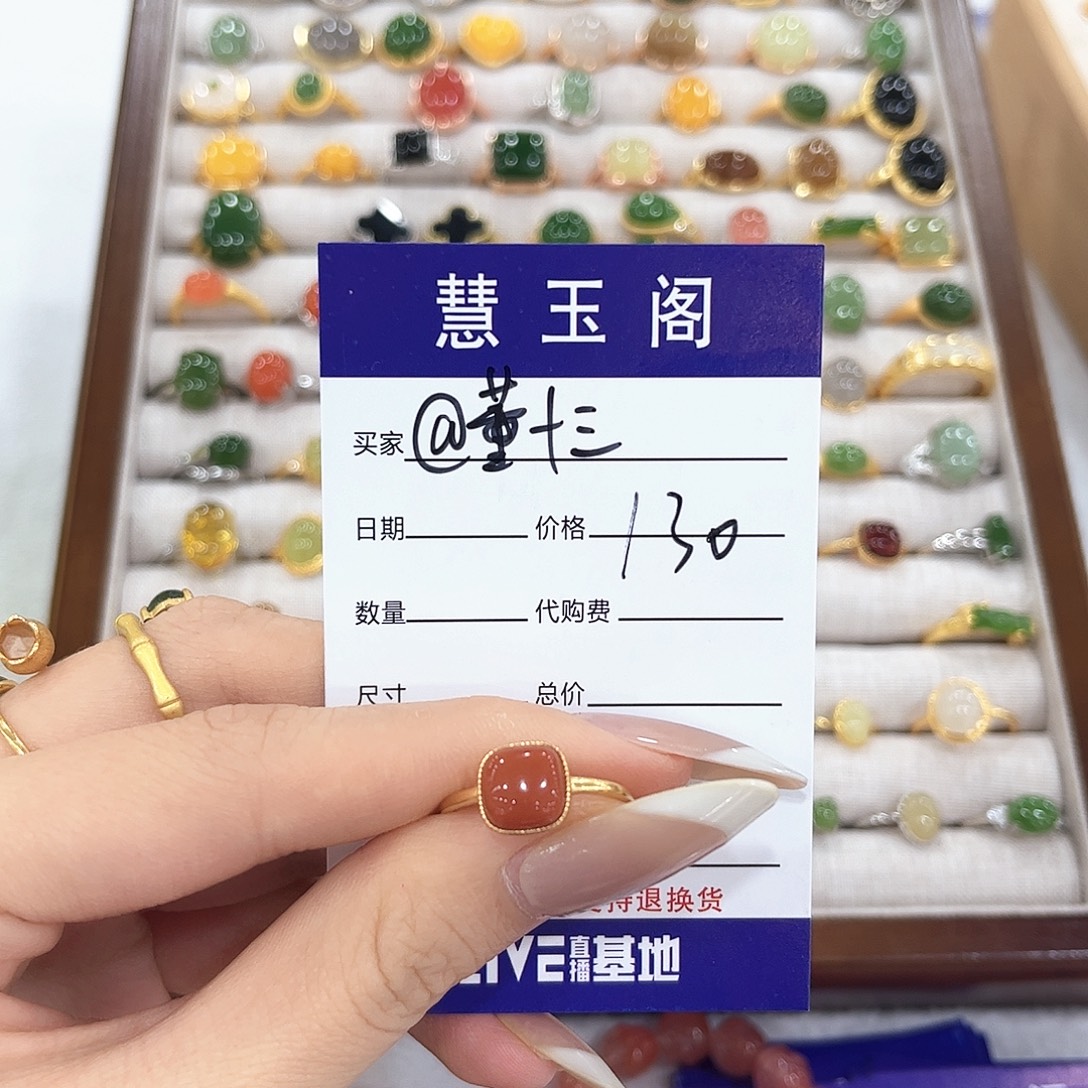 慧玉阁
买家 @董十三
日期 价格 130
数量 代购费
尺寸 总价
持退换货
LIVE直播基地